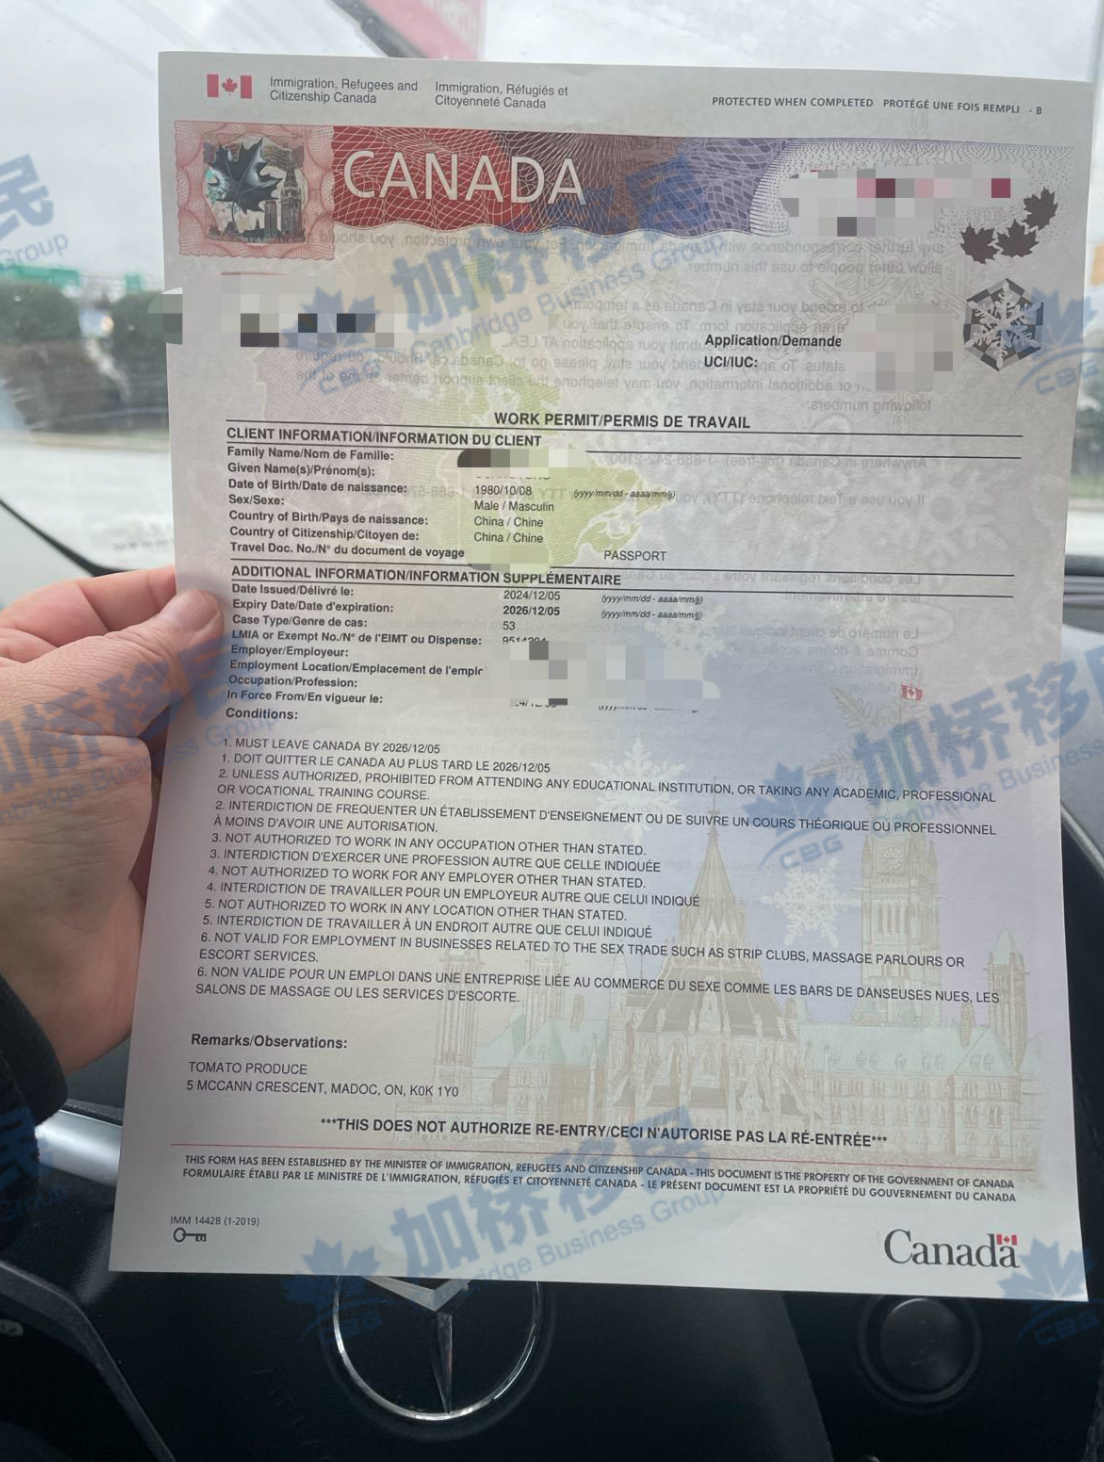 Immigration, Refugees and Citizenship Canada
Immigration, Réfugiés et Citoyenneté Canada
PROTECTED WHEN COMPLETED PROTÉGÉ UNE FOIS REMPLI - B
CANADA
Application/Demande
UCI/IUC:
WORK PERMIT/PERMIS DE TRAVAIL
CLIENT INFORMATION/INFORMATION DU CLIENT
Family Name/Nom de Famille:
Given Name(s)/Prénom(s):
Date of Birth/Date de naissance: 1980/10/08 (yyyy/mm/dd - aaaa/mm/jj)
Sex/Sexe: Male / Masculin
Country of Birth/Pays de naissance: China / Chine
Country of Citizenship/Citoyen de: China / Chine
Travel Doc. No./N° du document de voyage PASSPORT
ADDITIONAL INFORMATION/INFORMATION SUPPLÉMENTAIRE
Date Issued/Délivré le: 2024/12/05 (yyyy/mm/dd - aaaa/mm/jj)
Expiry Date/Date d'expiration: 2026/12/05 (yyyy/mm/dd - aaaa/mm/jj)
Case Type/Genre de cas: 53
LMIA or Exempt No./N° de l'EIMT ou Dispense:
Employer/Employeur:
Employment Location/Emplacement de l'emplr
Occupation/Profession:
In Force From/En vigueur le:
Conditions:
1. MUST LEAVE CANADA BY 2026/12/05
1. DOIT QUITTER LE CANADA AU PLUS TARD LE 2026/12/05
2. UNLESS AUTHORIZED, PROHIBITED FROM ATTENDING ANY EDUCATIONAL INSTITUTION, OR TAKING ANY ACADEMIC, PROFESSIONAL
OR VOCATIONAL TRAINING COURSE.
2. INTERDICTION DE FREQUENTER UN ÉTABLISSEMENT D'ENSEIGNEMENT OU DE SUIVRE UN COURS THÉORIQUE OU PROFESSIONNEL
À MOINS D'AVOIR UNE AUTORISATION.
3. NOT AUTHORIZED TO WORK IN ANY OCCUPATION OTHER THAN STATED.
3. INTERDICTION D'EXERCER UNE PROFESSION AUTRE QUE CELLE INDIQUÉE
4. NOT AUTHORIZED TO WORK FOR ANY EMPLOYER OTHER THAN STATED.
4. INTERDICTION DE TRAVAILLER POUR UN EMPLOYEUR AUTRE QUE CELUI INDIQUÉ
5. NOT AUTHORIZED TO WORK IN ANY LOCATION OTHER THAN STATED.
5. INTERDICTION DE TRAVAILLER À UN ENDROIT AUTRE QUE CELUI INDIQUÉ
6. NOT VALID FOR EMPLOYMENT IN BUSINESSES RELATED TO THE SEX TRADE SUCH AS STRIP CLUBS, MASSAGE PARLOURS OR
ESCORT SERVICES.
6. NON VALIDE POUR UN EMPLOI DANS UNE ENTREPRISE LIÉE AU COMMERCE DU SEXE COMME LES BARS DE DANSEUSES NUES, LES
SALONS DE MASSAGE OU LES SERVICES D'ESCORTE.
Remarks/Observations:
TOMATO PRODUCE
5 MCCANN CRESCENT, MADOC, ON, K0K 1Y0
***THIS DOES NOT AUTHORIZE RE-ENTRY/CECI N'AUTORISE PAS LA RÉ-ENTRÉE***
THIS FORM HAS BEEN ESTABLISHED BY THE MINISTER OF IMMIGRATION, REFUGEES AND CITIZENSHIP CANADA - THIS DOCUMENT IS THE PROPERTY OF THE GOVERNMENT OF CANADA
FORMULAIRE ÉTABLI PAR LE MINISTRE DE L'IMMIGRATION, RÉFUGIÉS ET CITOYENNETÉ CANADA - LE PRÉSENT DOCUMENT EST LA PROPRIÉTÉ DU GOUVERNEMENT DU CANADA
IMM 1442B (1-2019)
Canada
加桥移民
Canbridge Business Group
CBG